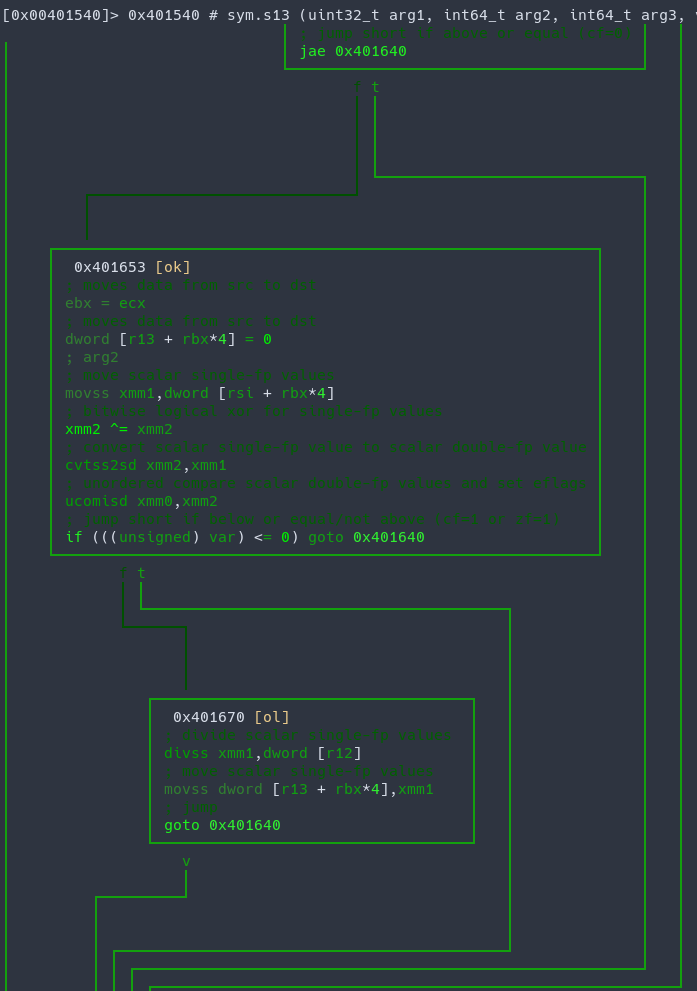 [0x00401540]> 0x401540 # sym.s13 (uint32_t arg1, int64_t arg2, int64_t arg3,
; jump short if above or equal (cf=0)
jae 0x401640
f t
0x401653 [ok]
; moves data from src to dst
ebx = ecx
; moves data from src to dst
dword [r13 + rbx*4] = 0
; arg2
; move scalar single-fp values
movss xmm1,dword [rsi + rbx*4]
; bitwise logical xor for single-fp values
xmm2 ^= xmm2
; convert scalar single-fp value to scalar double-fp value
cvtss2sd xmm2,xmm1
; unordered compare scalar double-fp values and set eflags
ucomisd xmm0,xmm2
; jump short if below or equal/not above (cf=1 or zf=1)
if (((unsigned) var) <= 0) goto 0x401640
f t
0x401670 [ol]
; divide scalar single-fp values
divss xmm1,dword [r12]
; move scalar single-fp values
movss dword [r13 + rbx*4],xmm1
; jump
goto 0x401640
v